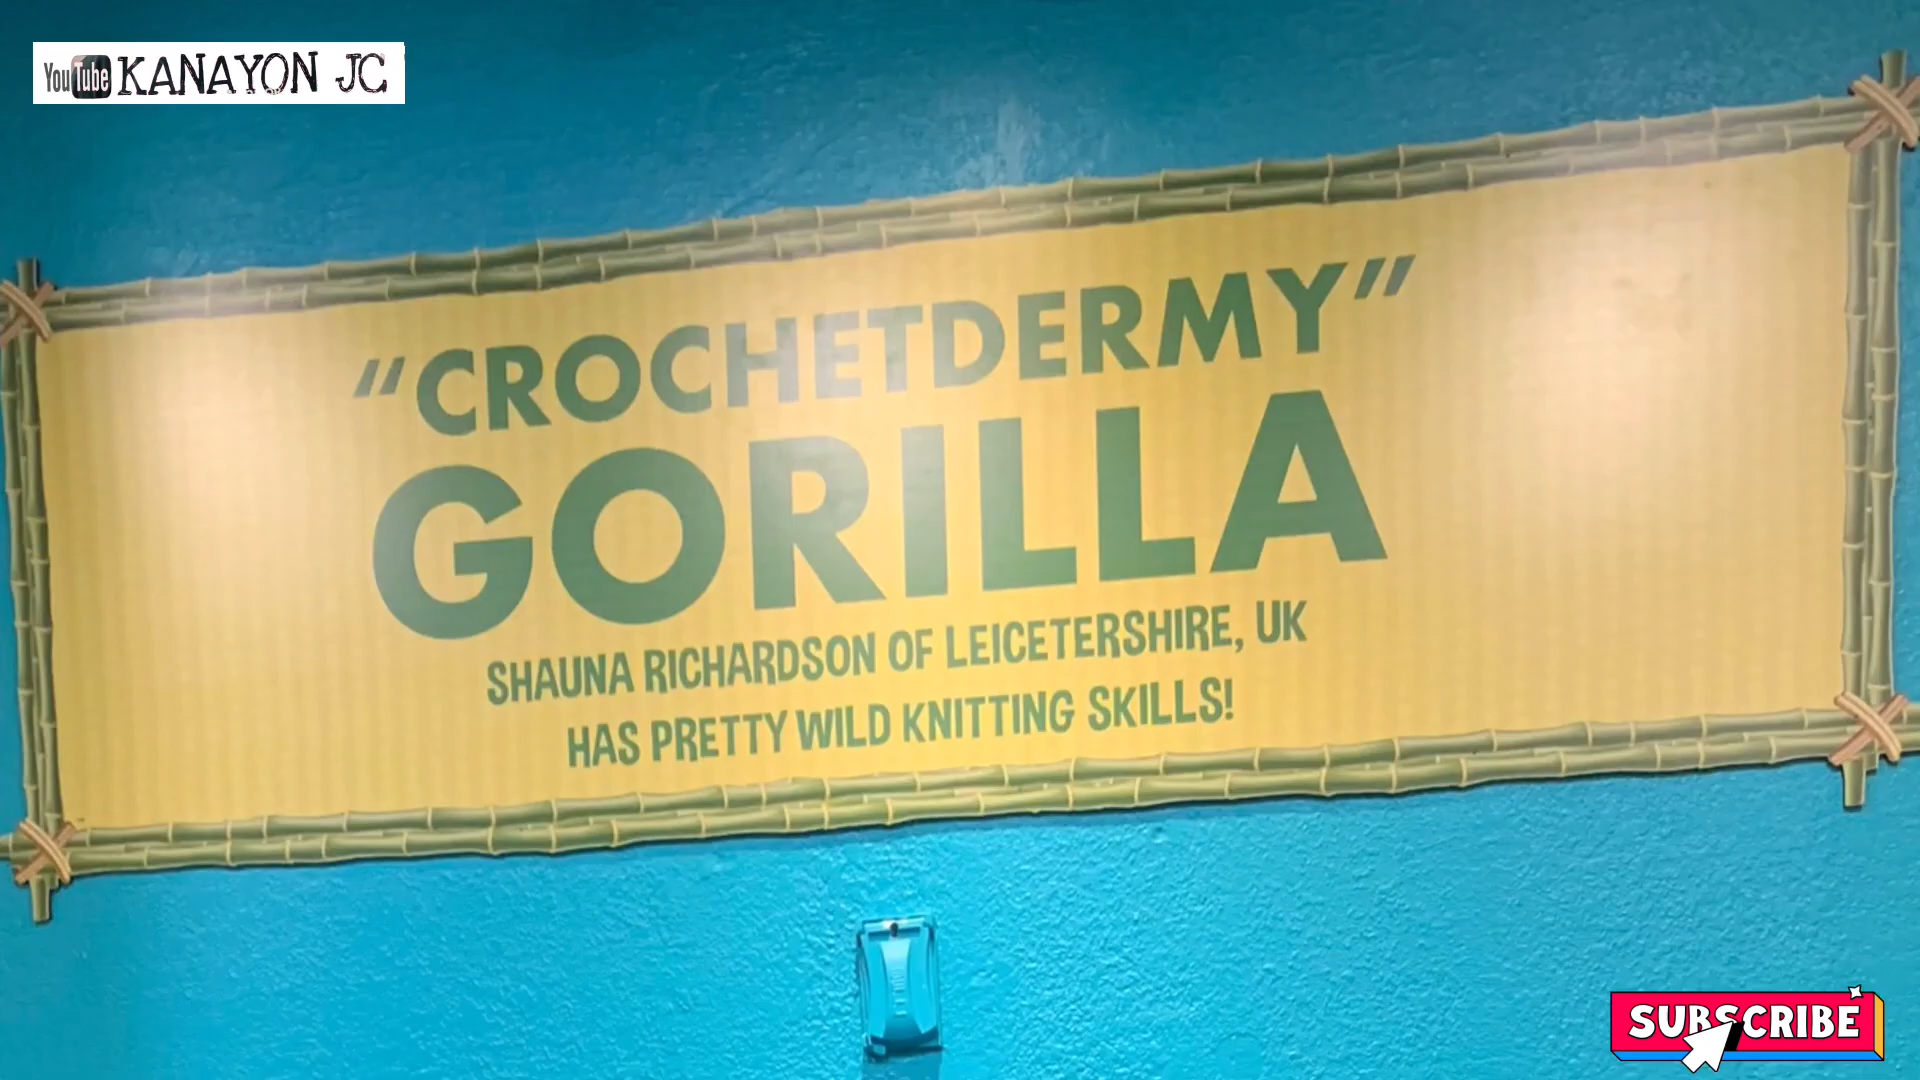 YouTube KANAYON JC
"CROCHETDERMY"
GORILLA
SHAUNA RICHARDSON OF LEICETERSHIRE, UK
HAS PRETTY WILD KNITTING SKILLS!
SUBSCRIBE